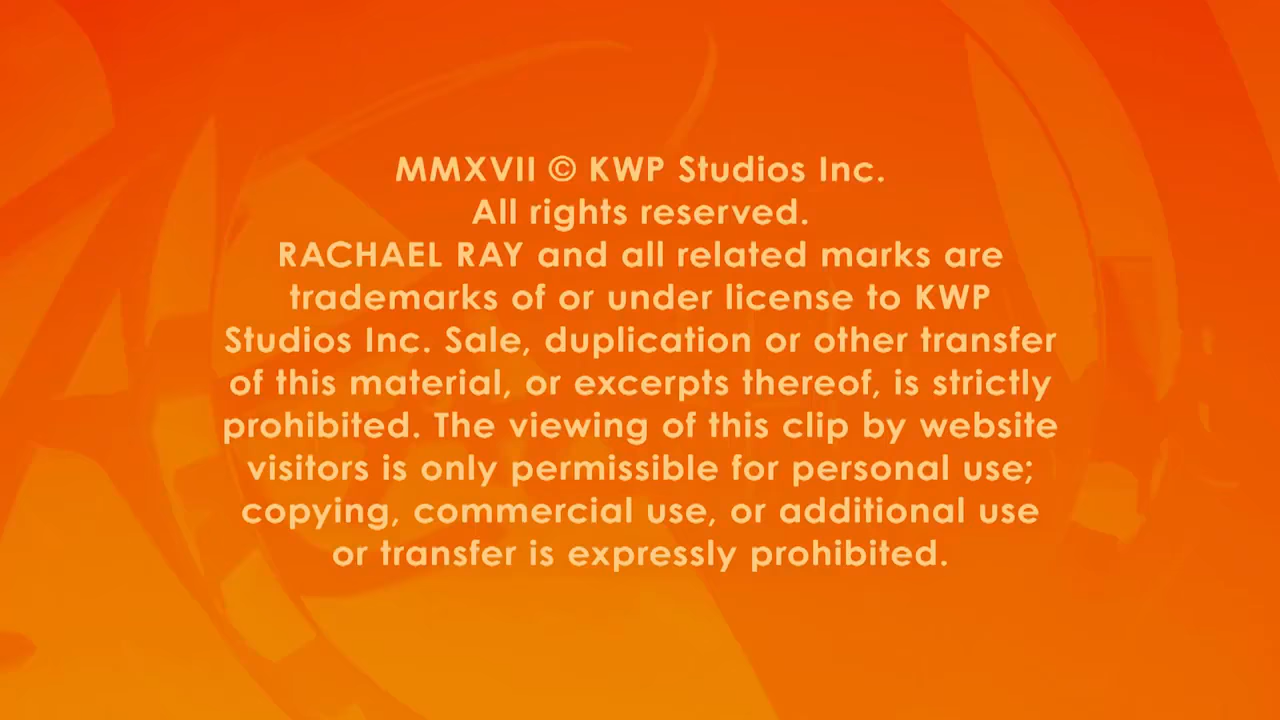 MMXVII © KWP Studios Inc.
All rights reserved.
RACHAEL RAY and all related marks are
trademarks of or under license to KWP
Studios Inc. Sale, duplication or other transfer
of this material, or excerpts thereof, is strictly
prohibited. The viewing of this clip by website
visitors is only permissible for personal use;
copying, commercial use, or additional use
or transfer is expressly prohibited.